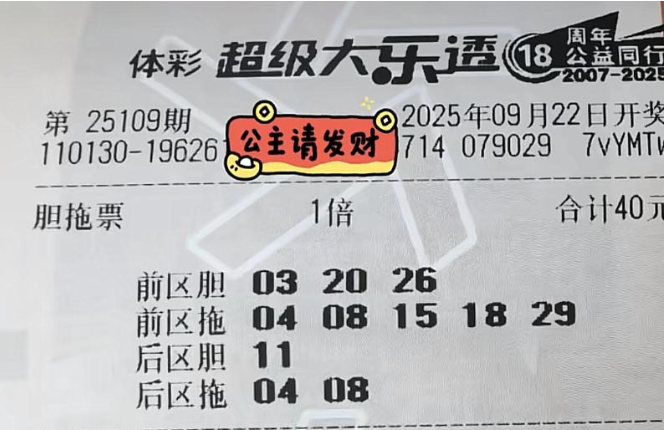 体彩 超级大乐透 18 周年
公益同行
2007-2025
第 25109期 2025年09月22日开奖
110130-19626 公主请发财 714 079029 7vYMTw
胆拖票 1倍 合计40元
前区胆 03 20 26
前区拖 04 08 15 18 29
后区胆 11
后区拖 04 08